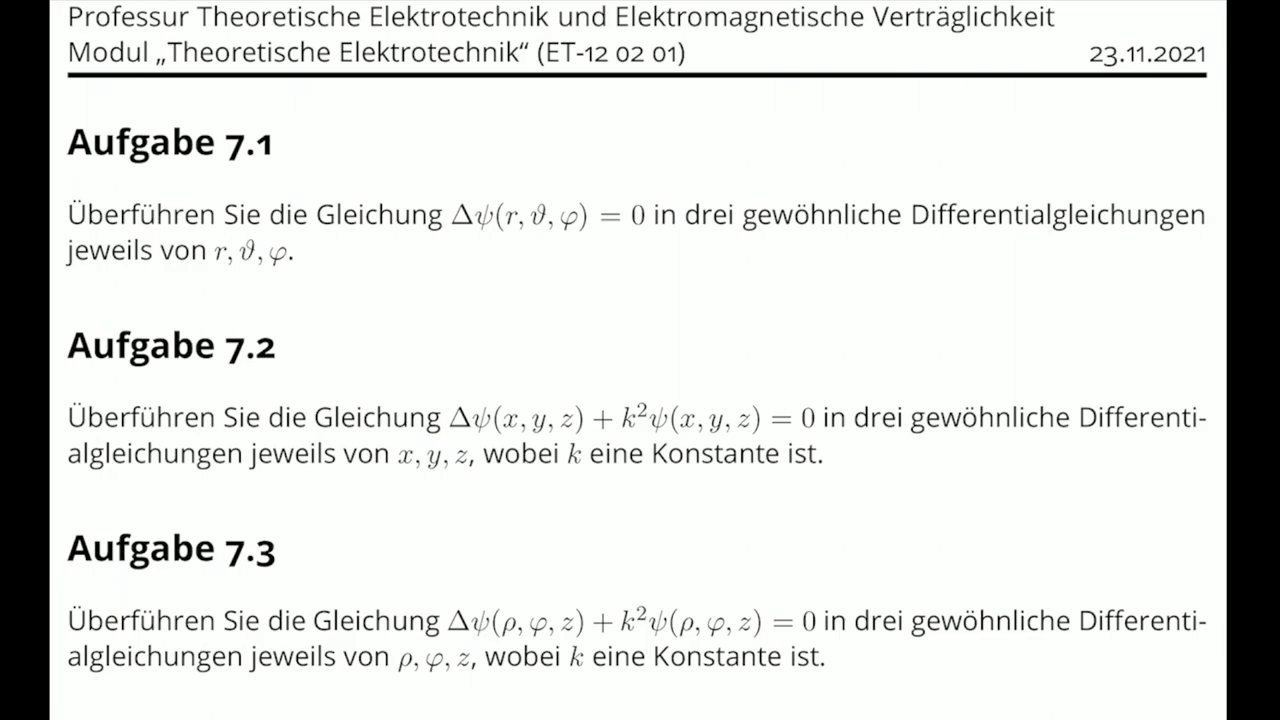 Professur Theoretische Elektrotechnik und Elektromagnetische Verträglichkeit
Modul „Theoretische Elektrotechnik“ (ET-12 02 01) 23.11.2021
Aufgabe 7.1
Überführen Sie die Gleichung Δψ(r, ϑ, φ) = 0 in drei gewöhnliche Differentialgleichungen
jeweils von r, ϑ, φ.
Aufgabe 7.2
Überführen Sie die Gleichung Δψ(x, y, z) + k²ψ(x, y, z) = 0 in drei gewöhnliche Differenti-
algleichungen jeweils von x, y, z, wobei k eine Konstante ist.
Aufgabe 7.3
Überführen Sie die Gleichung Δψ(ρ, φ, z) + k²ψ(ρ, φ, z) = 0 in drei gewöhnliche Differenti-
algleichungen jeweils von ρ, φ, z, wobei k eine Konstante ist.